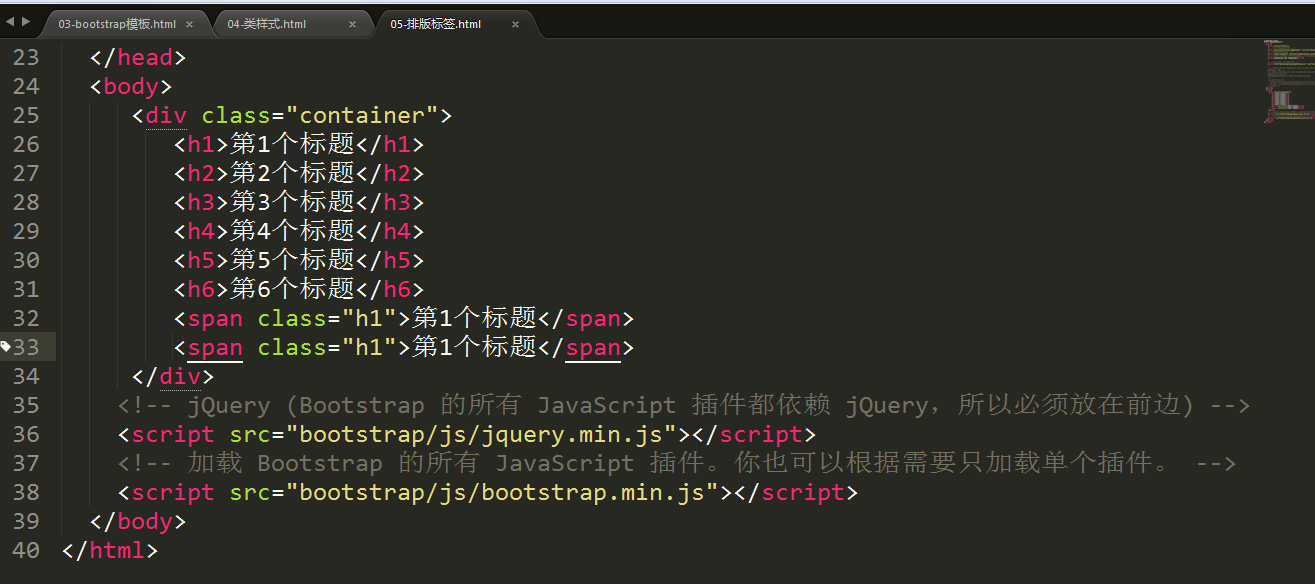 03-bootstrap模板.html × 04-类样式.html × 05-排版标签.html ×
23 </head>
24 <body>
25 <div class="container">
26 <h1>第1个标题</h1>
27 <h2>第2个标题</h2>
28 <h3>第3个标题</h3>
29 <h4>第4个标题</h4>
30 <h5>第5个标题</h5>
31 <h6>第6个标题</h6>
32 <span class="h1">第1个标题</span>
33 <span class="h1">第1个标题</span>
34 </div>
35 <!-- jQuery (Bootstrap 的所有 JavaScript 插件都依赖 jQuery，所以必须放在前边) -->
36 <script src="bootstrap/js/jquery.min.js"></script>
37 <!-- 加载 Bootstrap 的所有 JavaScript 插件。你也可以根据需要只加载单个插件。 -->
38 <script src="bootstrap/js/bootstrap.min.js"></script>
39 </body>
40 </html>